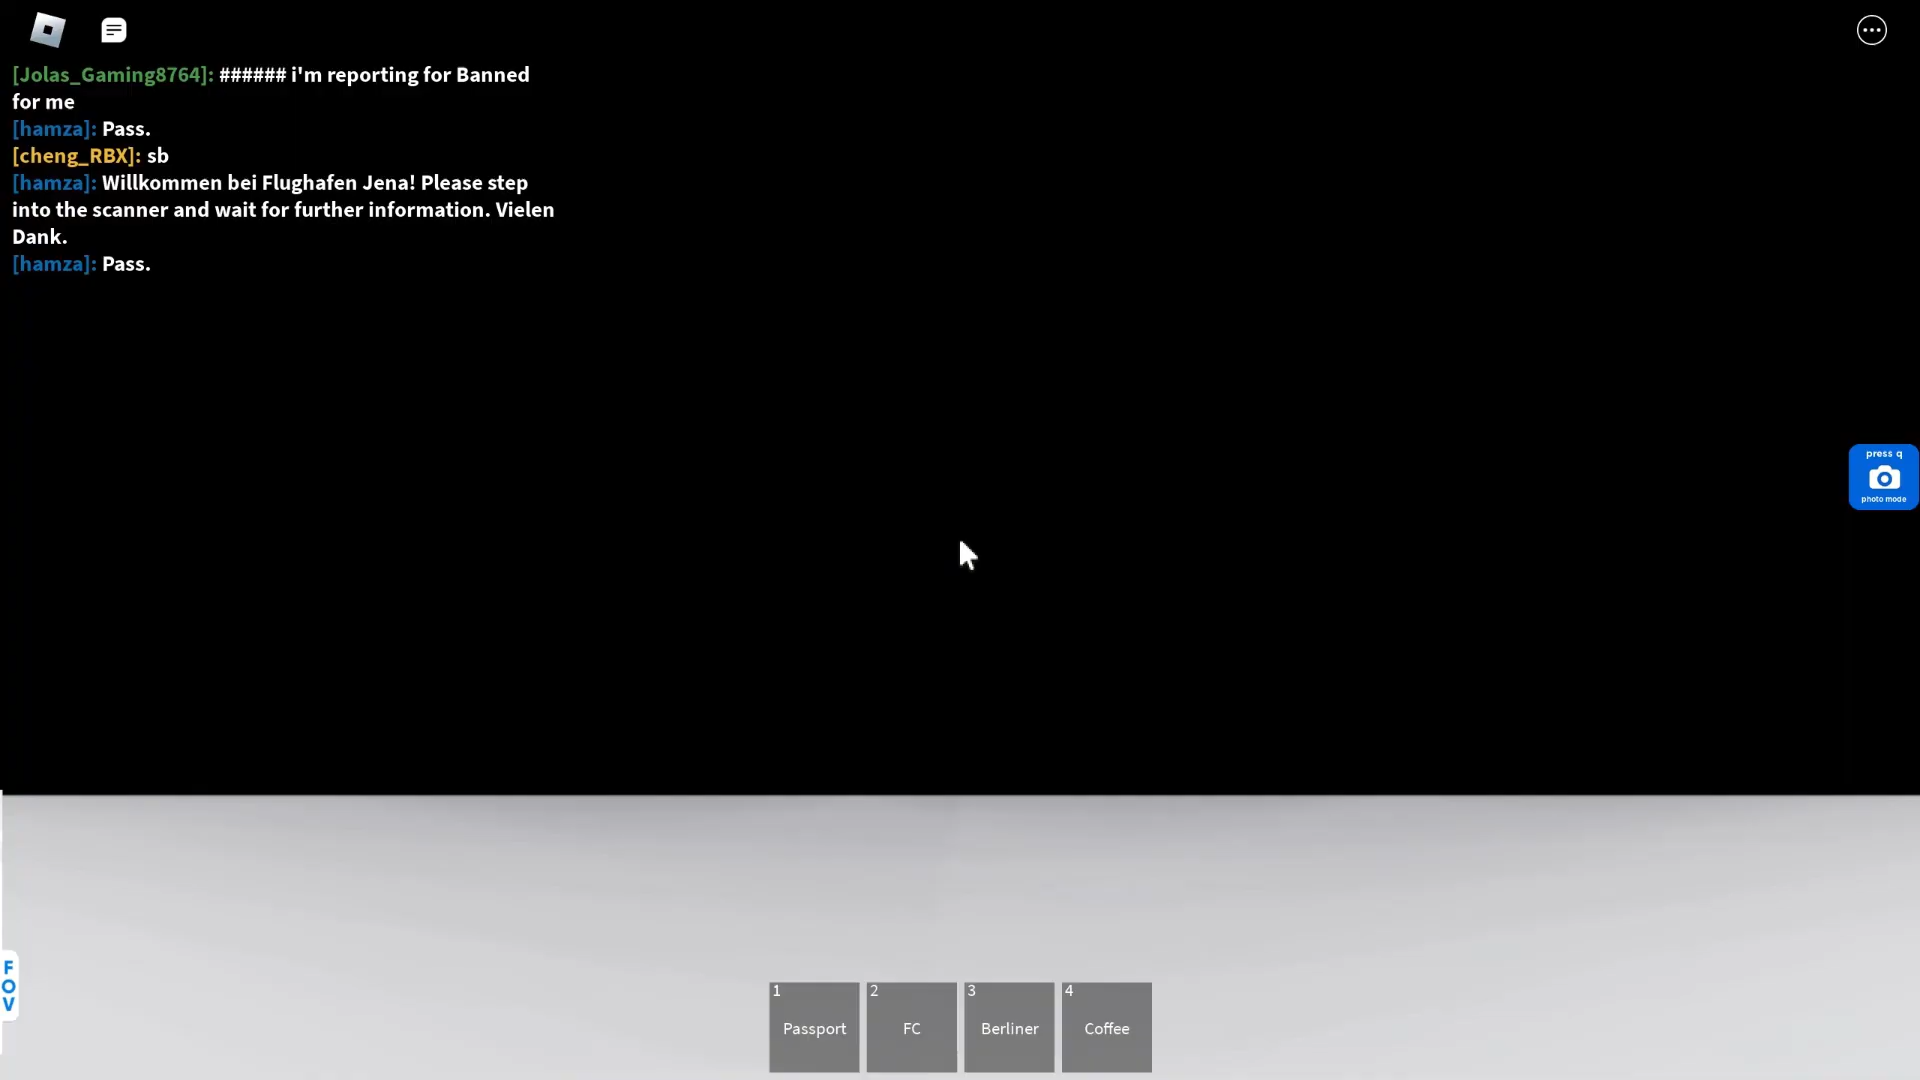 [Jolas_Gaming8764]: ###### i'm reporting for Banned
for me
[hamza]: Pass.
[cheng_RBX]: sb
[hamza]: Willkommen bei Flughafen Jena! Please step
into the scanner and wait for further information. Vielen
Dank.
[hamza]: Pass.
press q
photo mode
F
O
V
1
Passport
2
FC
3
Berliner
4
Coffee